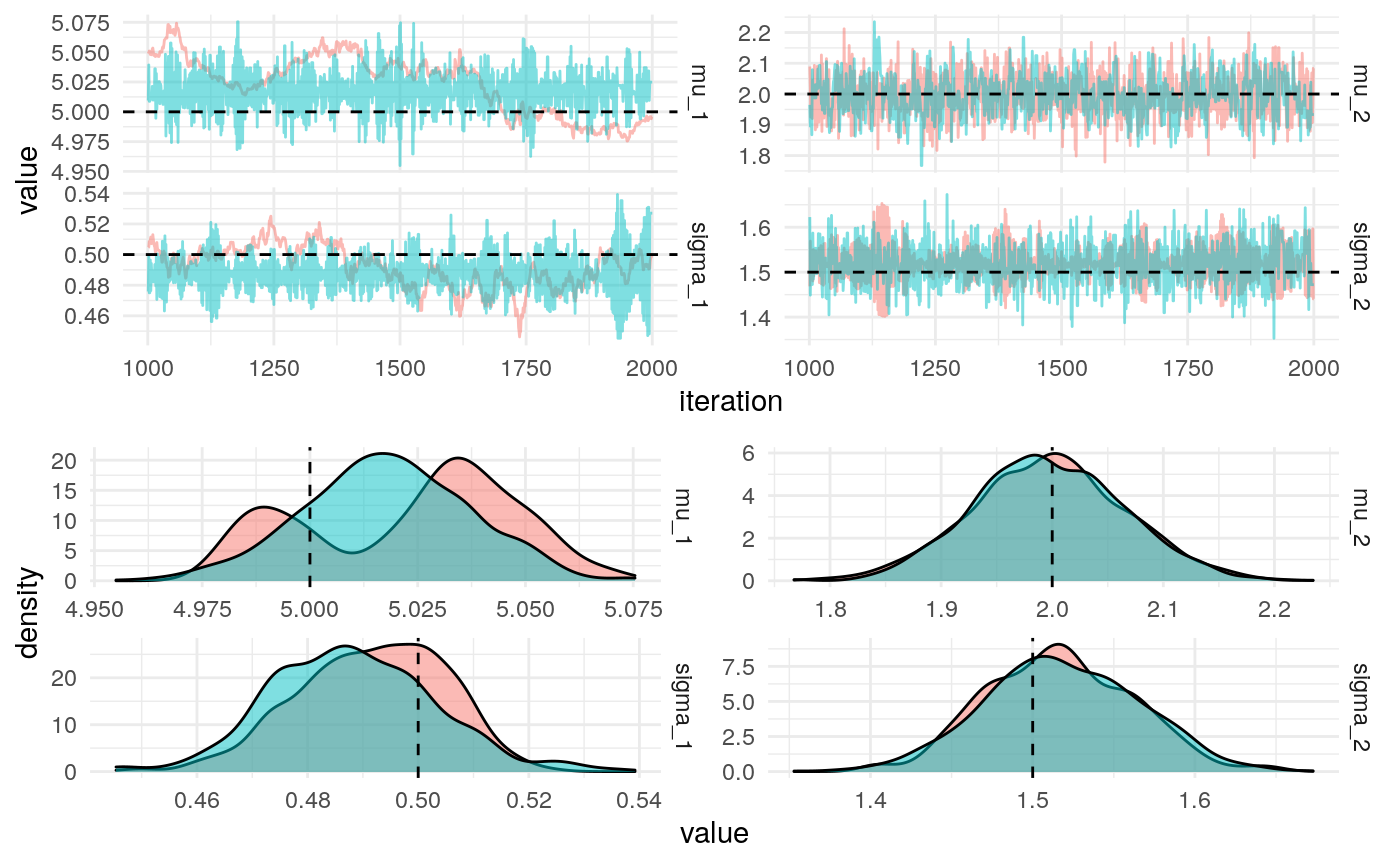 value
5.075
5.050
5.025
5.000
4.975
4.950
mu_1
0.54
0.52
0.50
0.48
0.46
sigma_1
1000 1250 1500 1750 2000
2.2
2.1
2.0
1.9
1.8
mu_2
1.6
1.5
1.4
sigma_2
1000 1250 1500 1750 2000
iteration
density
20
15
10
5
0
mu_1
4.950 4.975 5.000 5.025 5.050 5.075
20
10
0
sigma_1
0.46 0.48 0.50 0.52 0.54
6
4
2
0
mu_2
1.8 1.9 2.0 2.1 2.2
7.5
5.0
2.5
0.0
sigma_2
1.4 1.5 1.6
value